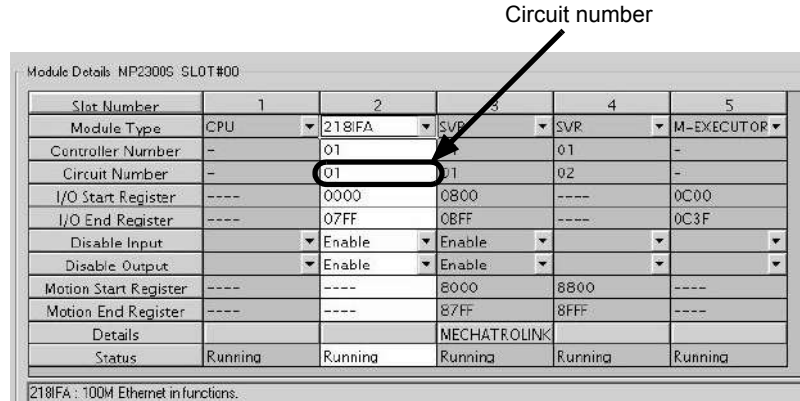 Circuit number
Module Details MP2300S SLOT#00
Slot Number 1 2 3 4 5
Module Type CPU 218IFA SVR M-EXECUTOR
Controller Number - 01 01 -
Circuit Number - 01 01 02 -
I/O Start Register ---- 0000 0800 ---- 0C00
I/O End Register ---- 07FF 0BFF ---- 0C3F
Disable Input Enable Enable
Disable Output Enable Enable
Motion Start Register ---- ---- 8000 8800 ----
Motion End Register ---- ---- 87FF 8FFF ----
Details MECHATROLINK
Status Running Running Running Running Running
218IFA : 100M Ethernet in functions.